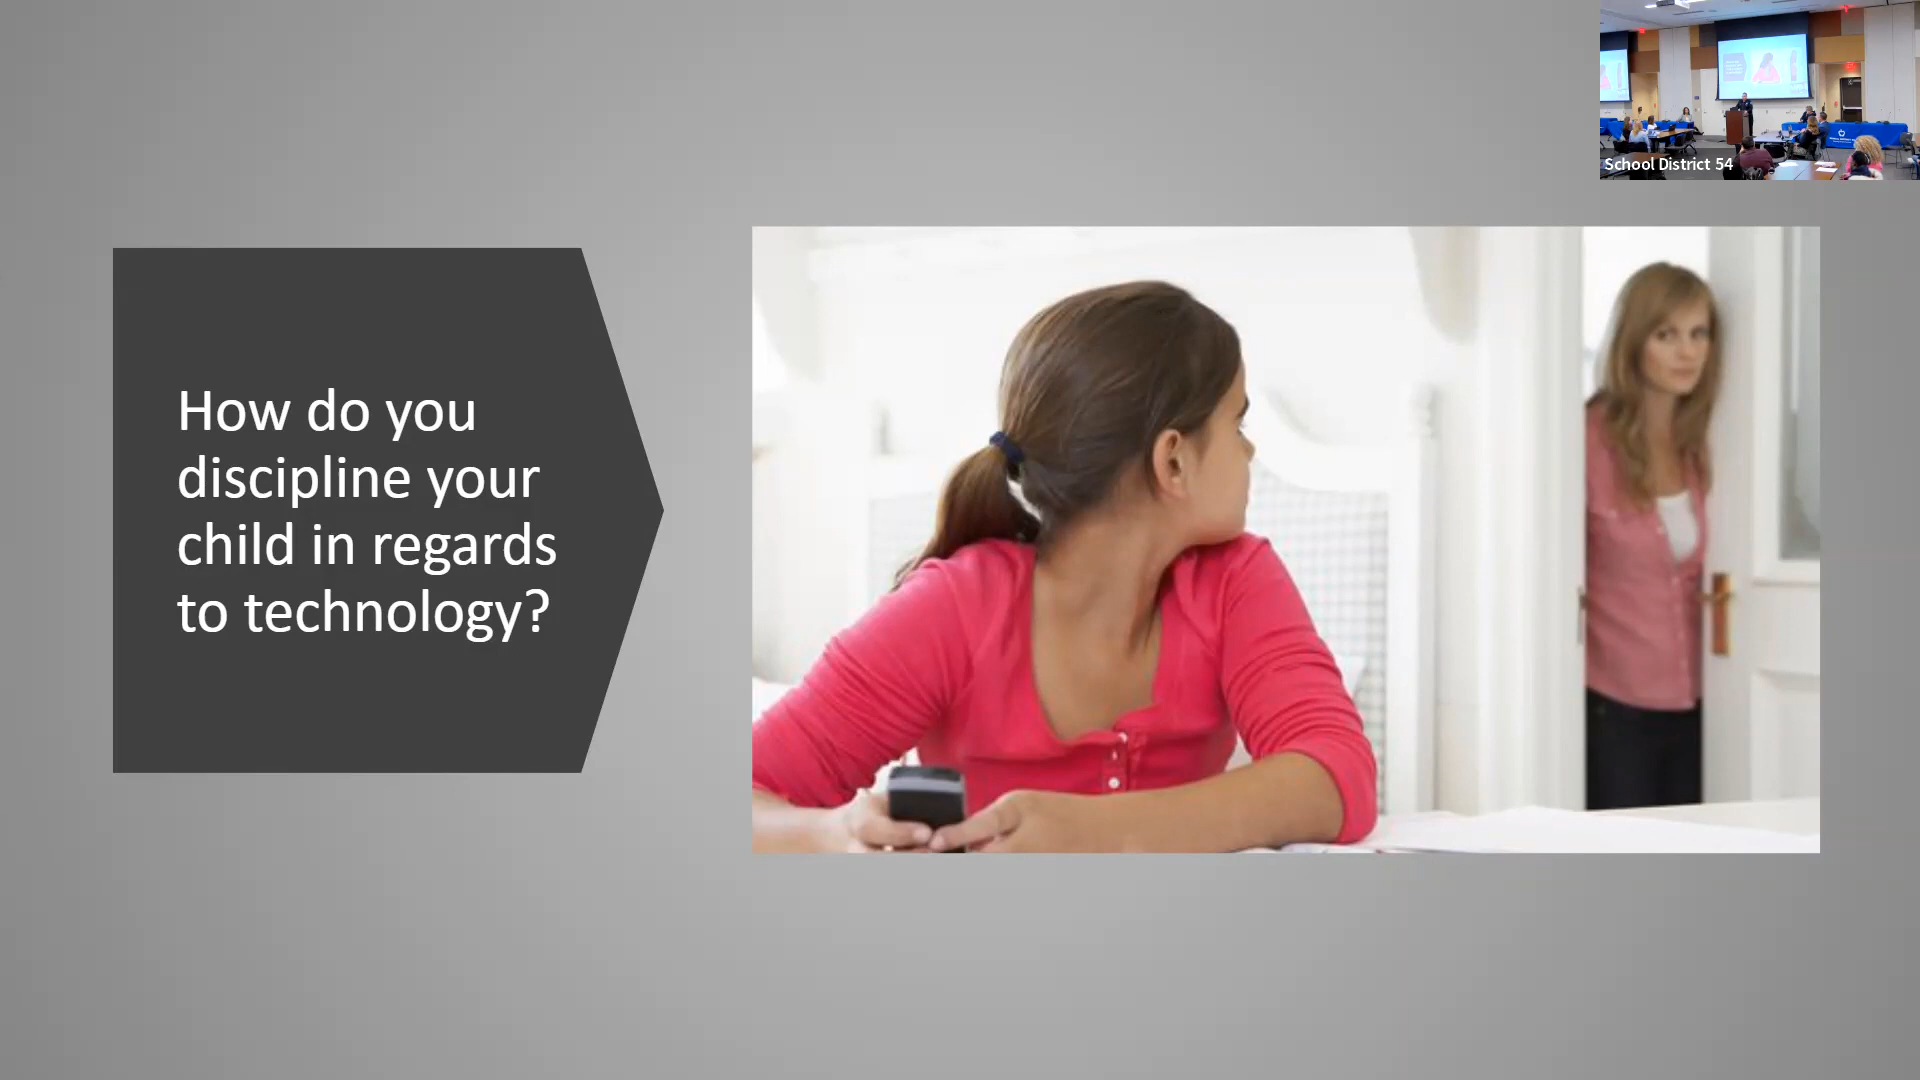 How do you
discipline your
child in regards
to technology?
School District 54